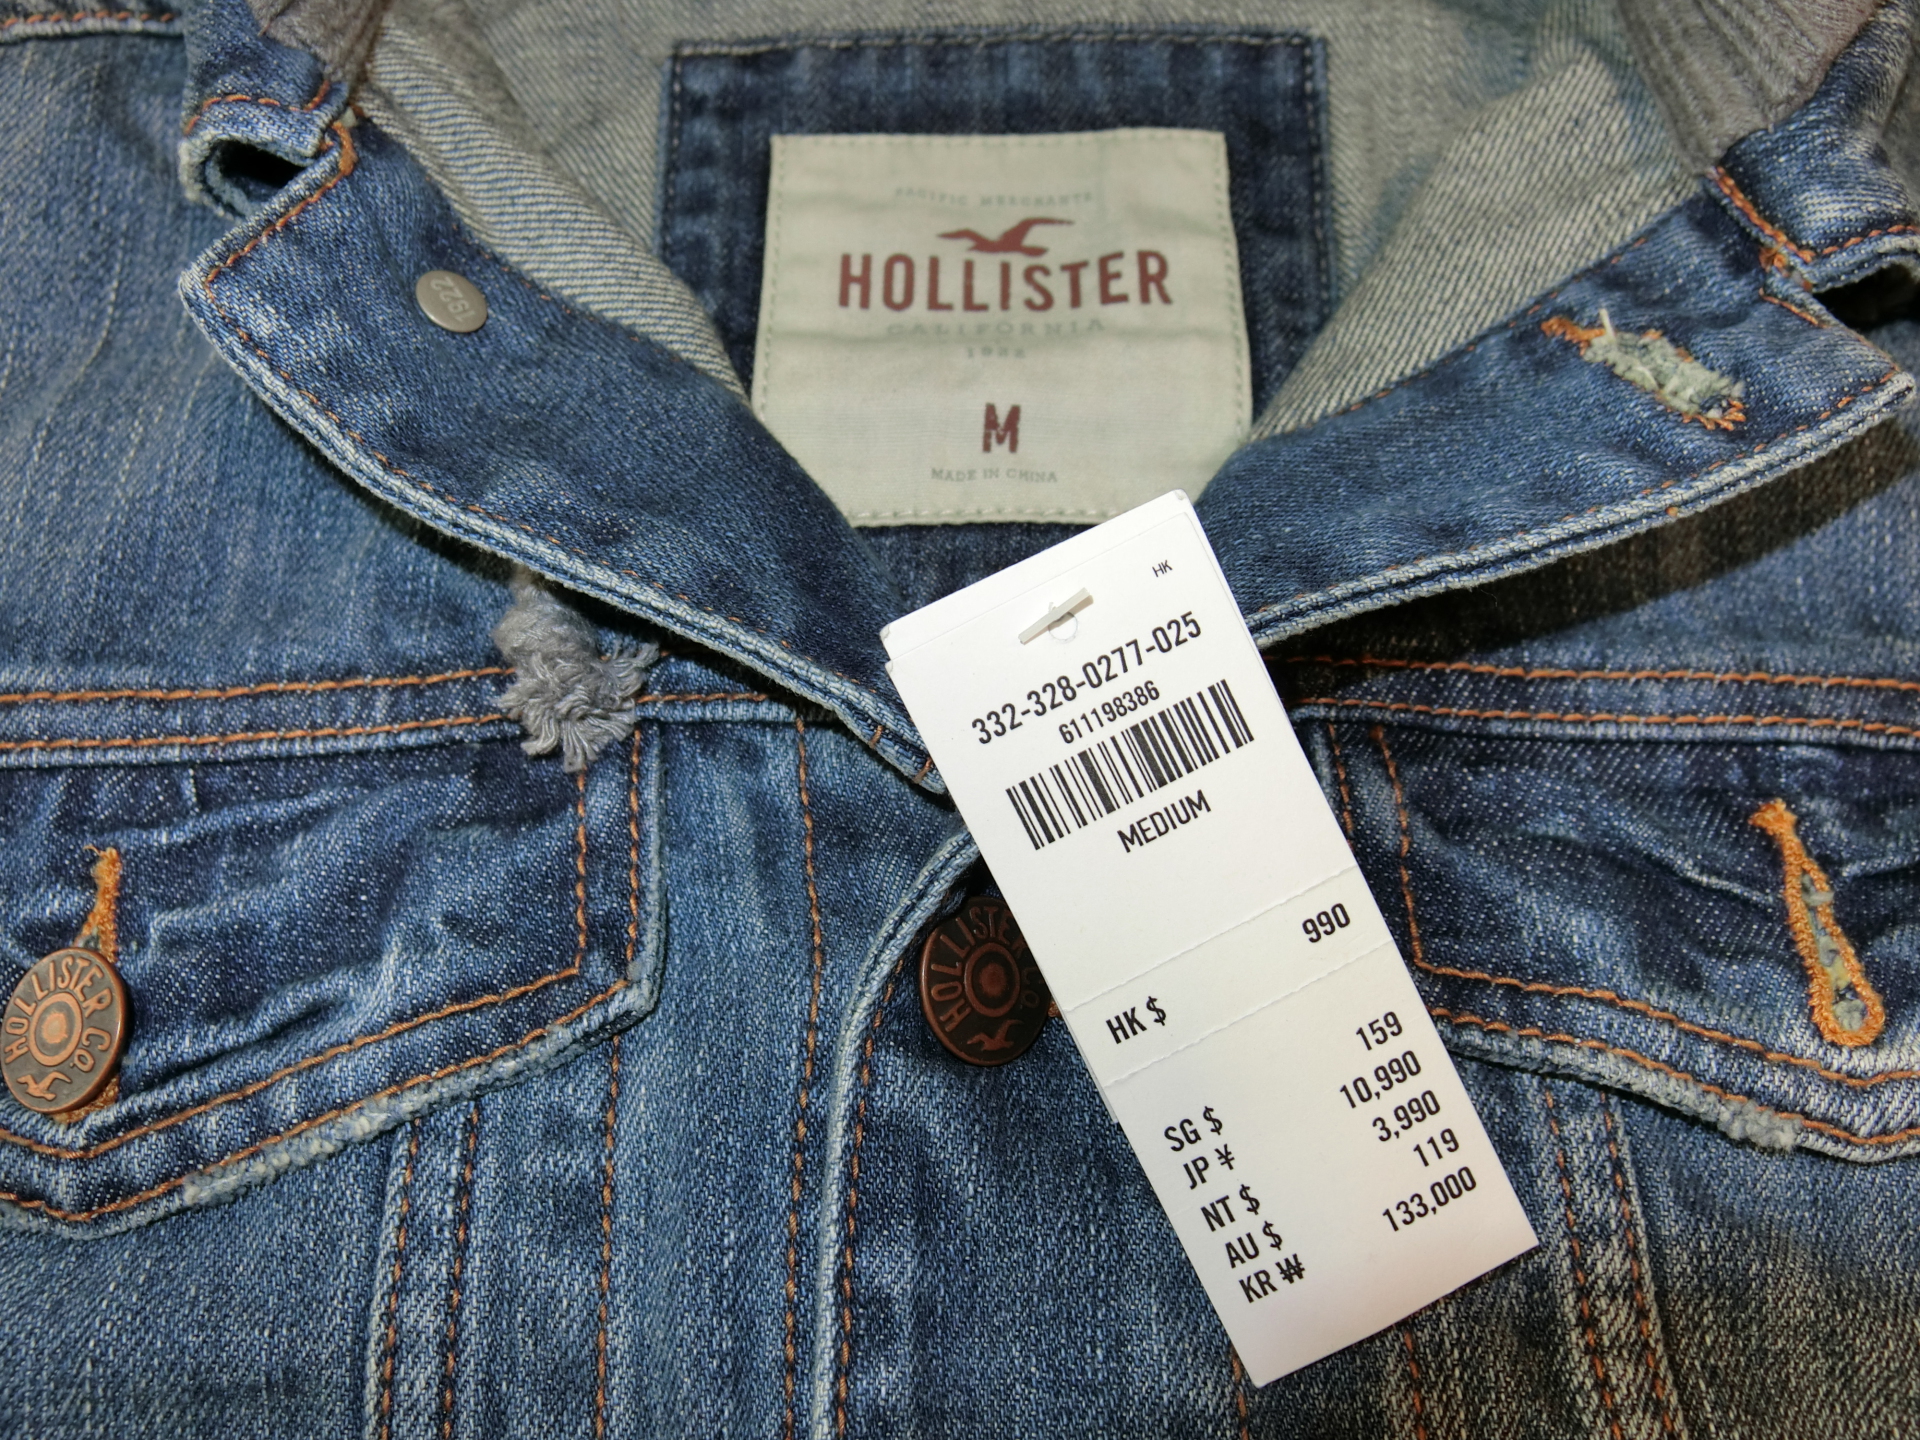 PACIFIC MERCHANTS
HOLLISTER
CALIFORNIA
1922
M
MADE IN CHINA
1922
HK
332-328-0277-025
611198386
MEDIUM
990
HK $
159
SG $
10,990
JP ¥
3,990
NT $
119
AU $
133,000
KR ₩
HOLLISTER CO.
HOLLISTER CO.